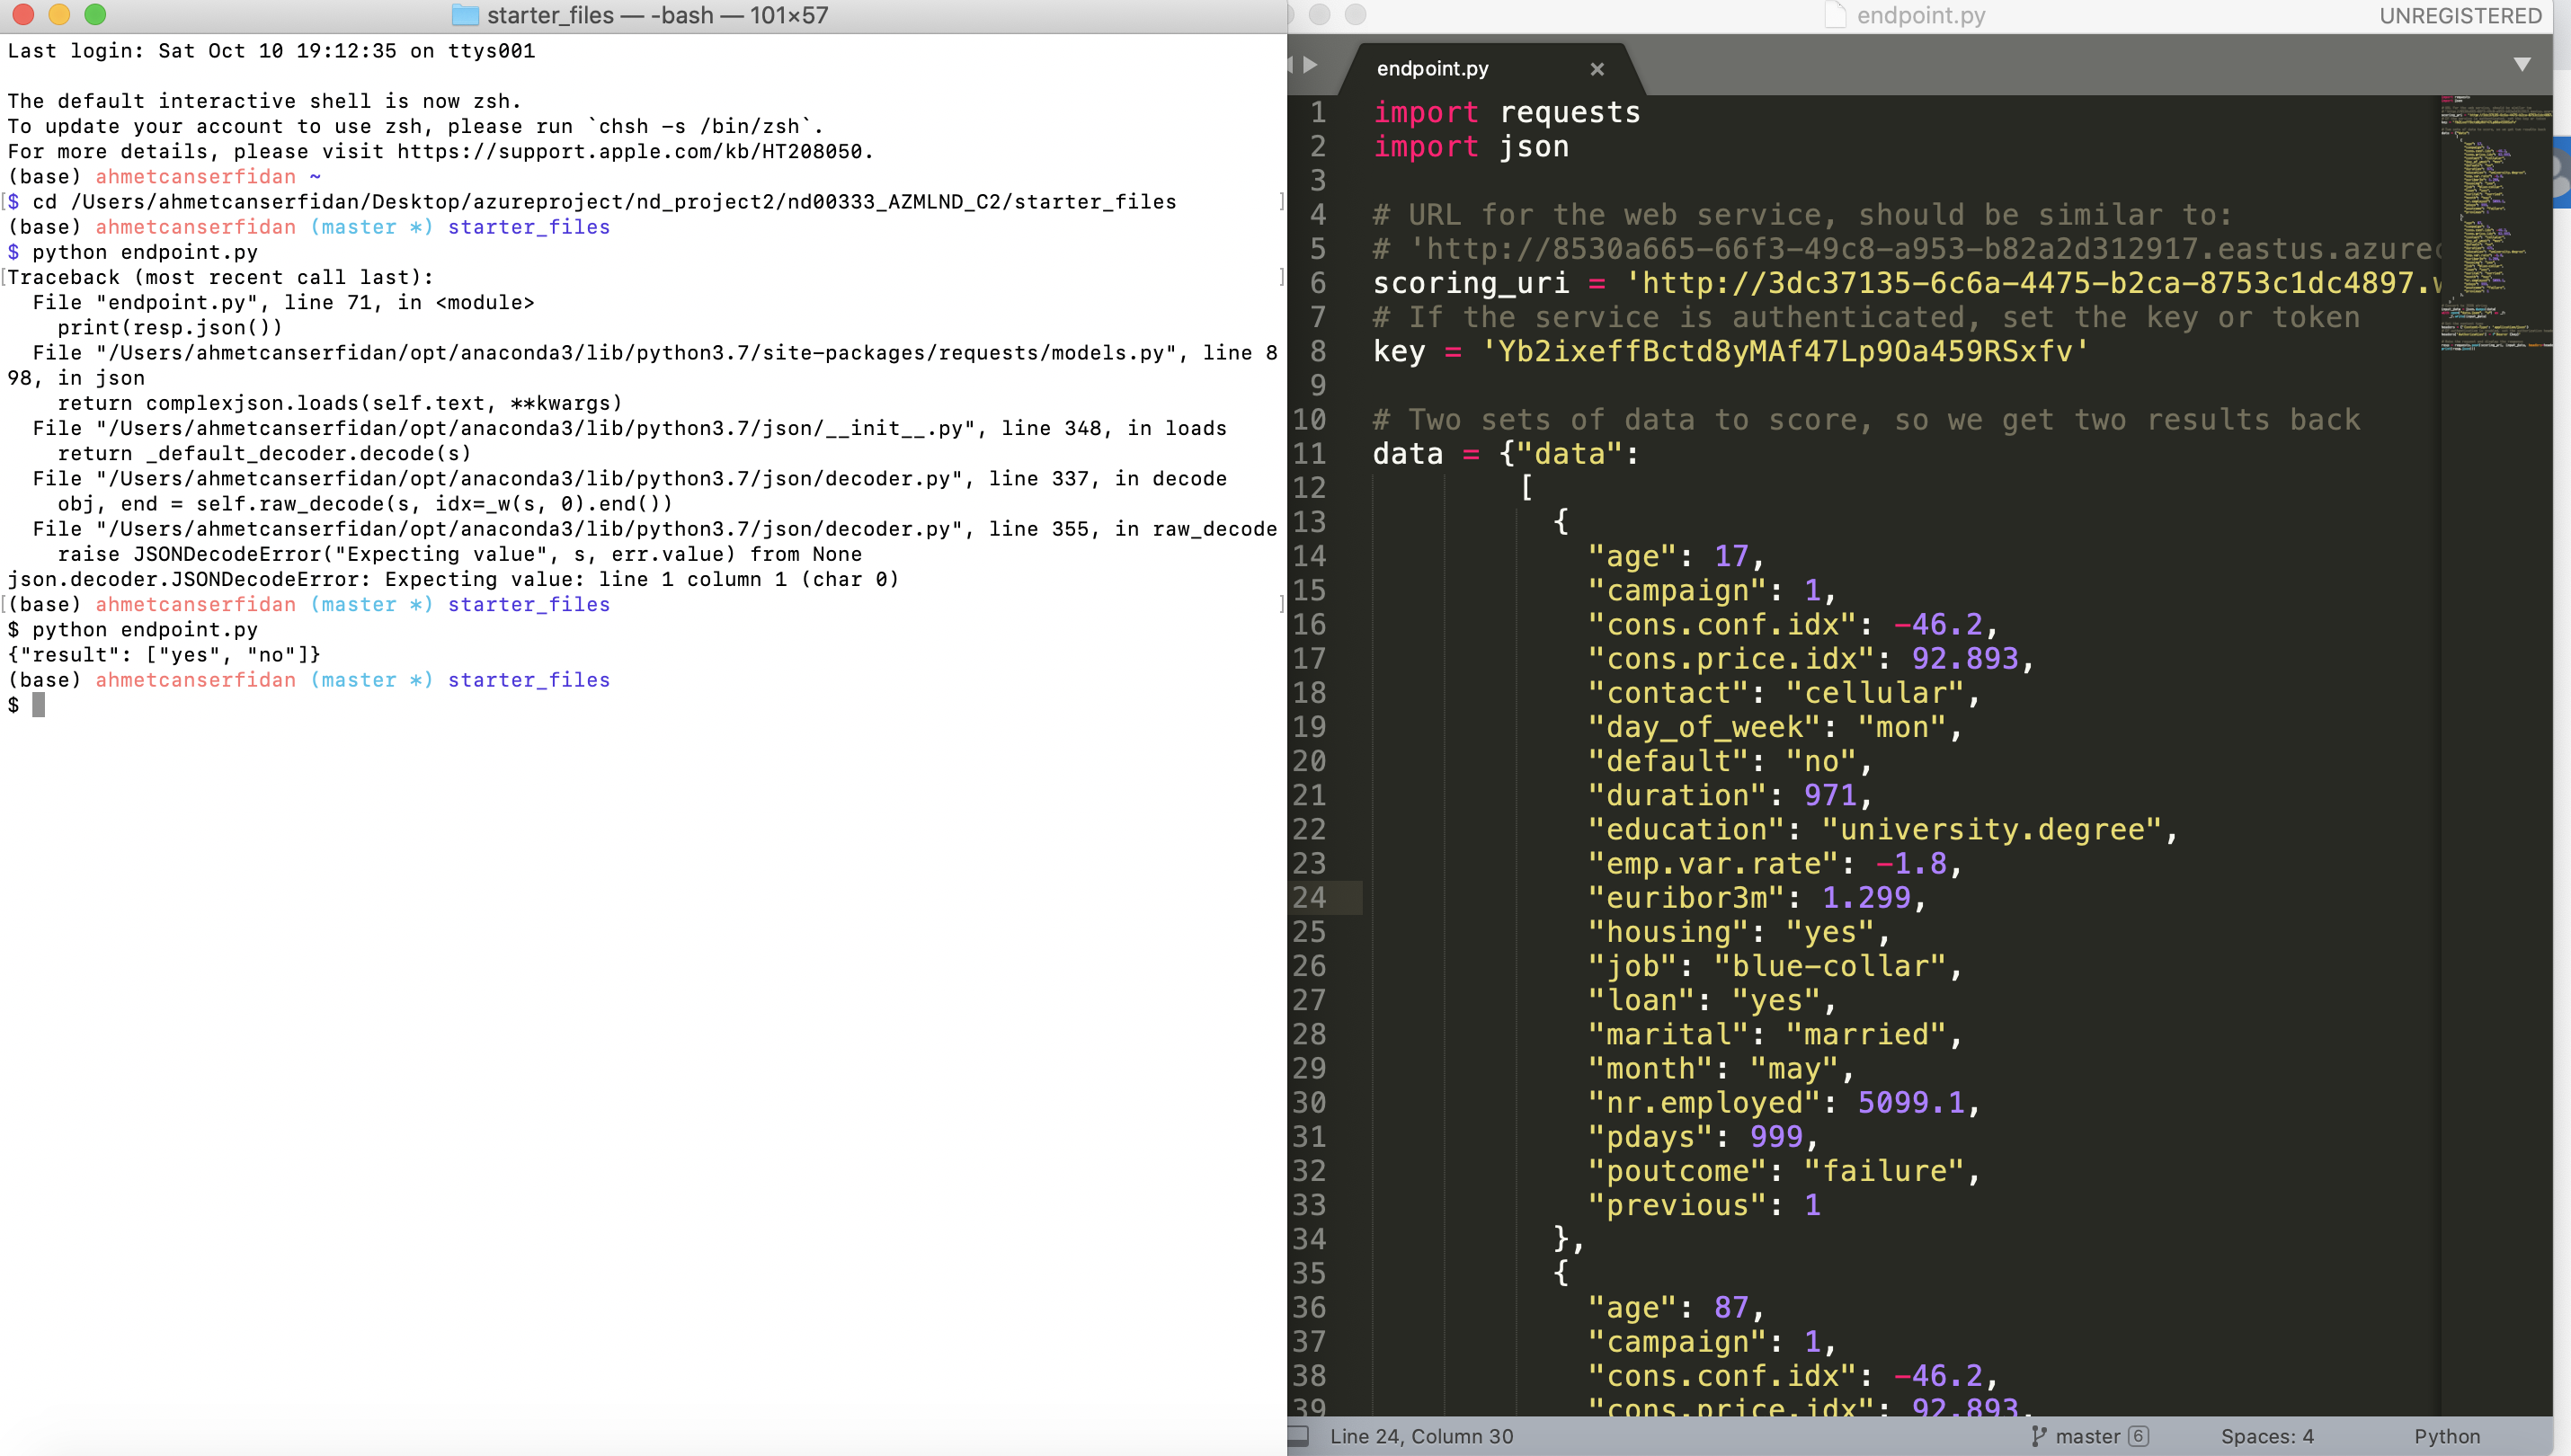 starter_files — -bash — 101×57
Last login: Sat Oct 10 19:12:35 on ttys001
The default interactive shell is now zsh.
To update your account to use zsh, please run `chsh -s /bin/zsh`.
For more details, please visit https://support.apple.com/kb/HT208050.
(base) ahmetcanserfidan ~
[$ cd /Users/ahmetcanserfidan/Desktop/azureproject/nd_project2/nd00333_AZMLND_C2/starter_files ]
(base) ahmetcanserfidan (master *) starter_files
$ python endpoint.py
[Traceback (most recent call last): ]
File "endpoint.py", line 71, in <module>
print(resp.json())
File "/Users/ahmetcanserfidan/opt/anaconda3/lib/python3.7/site-packages/requests/models.py", line 8
98, in json
return complexjson.loads(self.text, **kwargs)
File "/Users/ahmetcanserfidan/opt/anaconda3/lib/python3.7/json/__init__.py", line 348, in loads
return _default_decoder.decode(s)
File "/Users/ahmetcanserfidan/opt/anaconda3/lib/python3.7/json/decoder.py", line 337, in decode
obj, end = self.raw_decode(s, idx=_w(s, 0).end())
File "/Users/ahmetcanserfidan/opt/anaconda3/lib/python3.7/json/decoder.py", line 355, in raw_decode
raise JSONDecodeError("Expecting value", s, err.value) from None
json.decoder.JSONDecodeError: Expecting value: line 1 column 1 (char 0)
[(base) ahmetcanserfidan (master *) starter_files ]
$ python endpoint.py
{"result": ["yes", "no"]}
(base) ahmetcanserfidan (master *) starter_files
$
endpoint.py UNREGISTERED
endpoint.py ×
1 import requests
2 import json
3
4 # URL for the web service, should be similar to:
5 # 'http://8530a665-66f3-49c8-a953-b82a2d312917.eastus.azurec
6 scoring_uri = 'http://3dc37135-6c6a-4475-b2ca-8753c1dc4897.w
7 # If the service is authenticated, set the key or token
8 key = 'Yb2ixeffBctd8yMAf47Lp9Oa459RSxfv'
9
10 # Two sets of data to score, so we get two results back
11 data = {"data":
12 [
13 {
14 "age": 17,
15 "campaign": 1,
16 "cons.conf.idx": -46.2,
17 "cons.price.idx": 92.893,
18 "contact": "cellular",
19 "day_of_week": "mon",
20 "default": "no",
21 "duration": 971,
22 "education": "university.degree",
23 "emp.var.rate": -1.8,
24 "euribor3m": 1.299,
25 "housing": "yes",
26 "job": "blue-collar",
27 "loan": "yes",
28 "marital": "married",
29 "month": "may",
30 "nr.employed": 5099.1,
31 "pdays": 999,
32 "poutcome": "failure",
33 "previous": 1
34 },
35 {
36 "age": 87,
37 "campaign": 1,
38 "cons.conf.idx": -46.2,
39 "cons.price.idx": 92.893,
Line 24, Column 30 master 6 Spaces: 4 Python